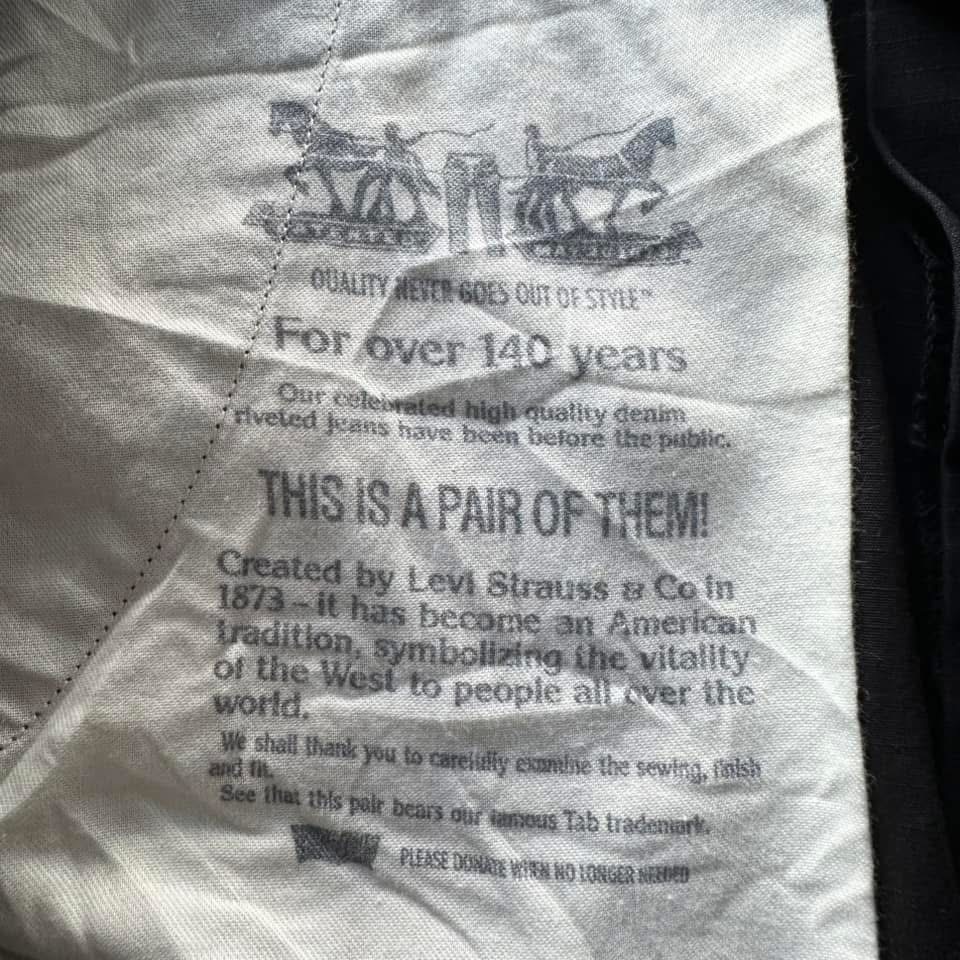 QUALITY NEVER GOES OUT OF STYLE™
For over 140 years
Our celebrated high quality denim
riveted jeans have been before the public.
THIS IS A PAIR OF THEM!
Created by Levi Strauss & Co in
1873 – it has become an American
tradition, symbolizing the vitality
of the West to people all over the
world.
We shall thank you to carefully examine the sewing, finish
and fit.
See that this pair bears our famous Tab trademark.
PLEASE DONATE WHEN NO LONGER NEEDED